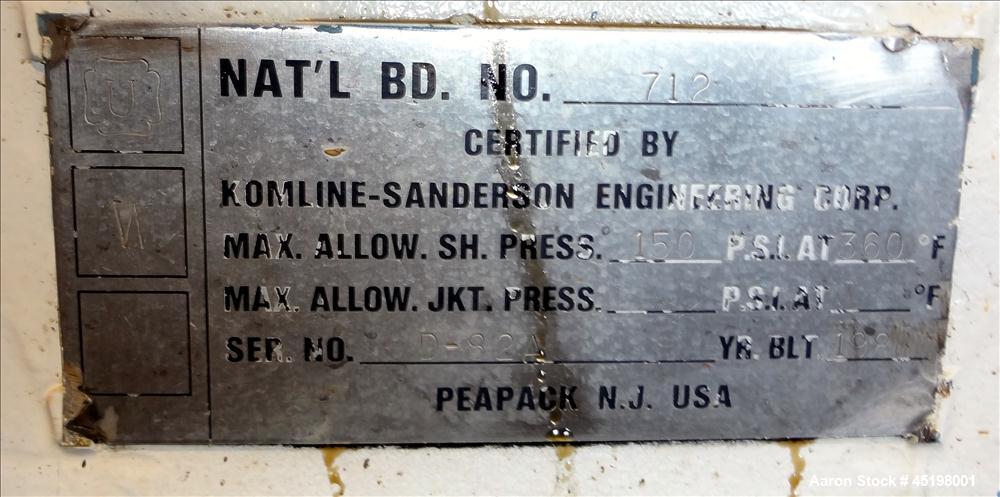 U
W
NAT'L BD. NO. 712
CERTIFIED BY
KOMLINE-SANDERSON ENGINEERING CORP.
MAX. ALLOW. SH. PRESS. 150 P.S.I. AT 360 °F
MAX. ALLOW. JKT. PRESS. P.S.I. AT °F
SER. NO. YR. BLT
PEAPACK N.J. USA
Aaron Stock # 45198001